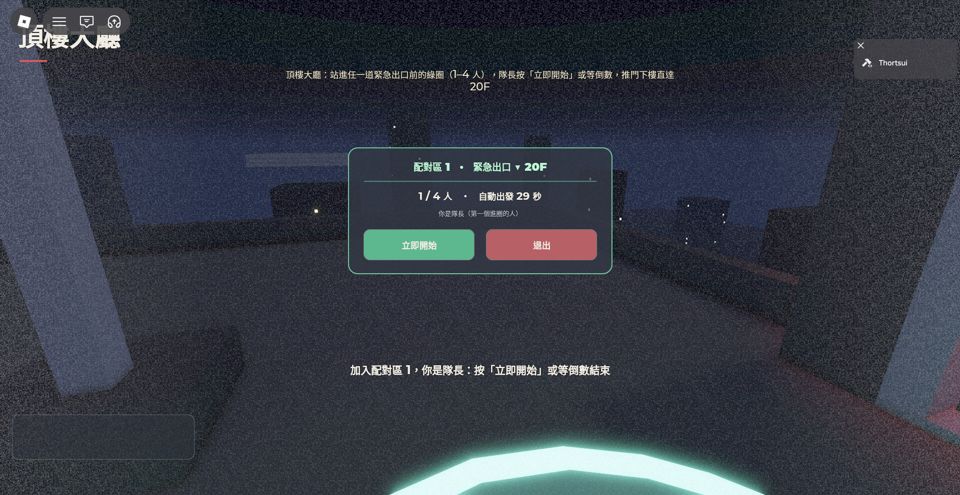 頂樓大廳
Thortsui
頂樓大廳：站進任一道緊急出口前的綠圈（1–4 人），隊長按「立即開始」或等倒數，推門下樓直達
20F
配對區 1 • 緊急出口 ▼ 20F
1 / 4 人 • 自動出發 29 秒
你是隊長（第一個進圈的人）
立即開始
退出
加入配對區 1，你是隊長：按「立即開始」或等倒數結束